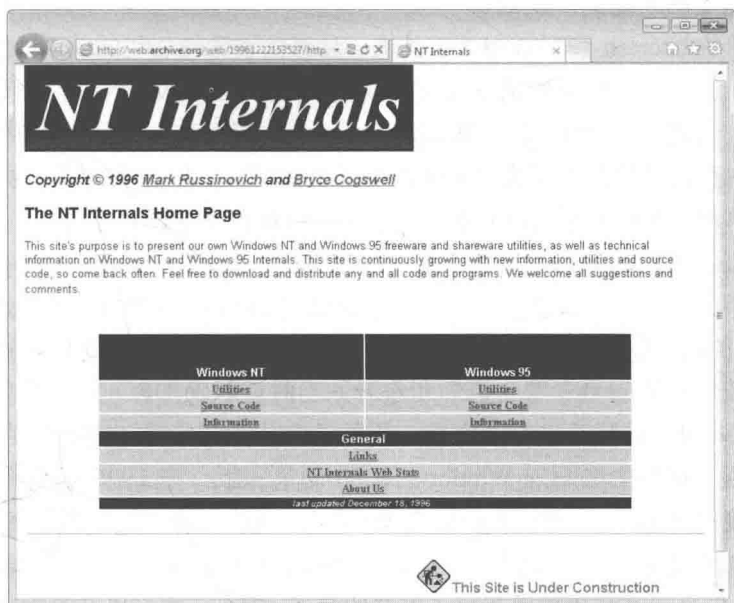 http://web.archive.org/web/19961222153527/http
NT Internals
NT Internals
Copyright © 1996 Mark Russinovich and Bryce Cogswell
The NT Internals Home Page
This site's purpose is to present our own Windows NT and Windows 95 freeware and shareware utilities, as well as technical
information on Windows NT and Windows 95 Internals. This site is continuously growing with new information, utilities and source
code, so come back often. Feel free to download and distribute any and all code and programs. We welcome all suggestions and
comments.
Windows NT Windows 95
Utilities Utilities
Source Code Source Code
Information Information
General
Links
NT Internals Web Stats
About Us
last updated December 18, 1996
This Site is Under Construction